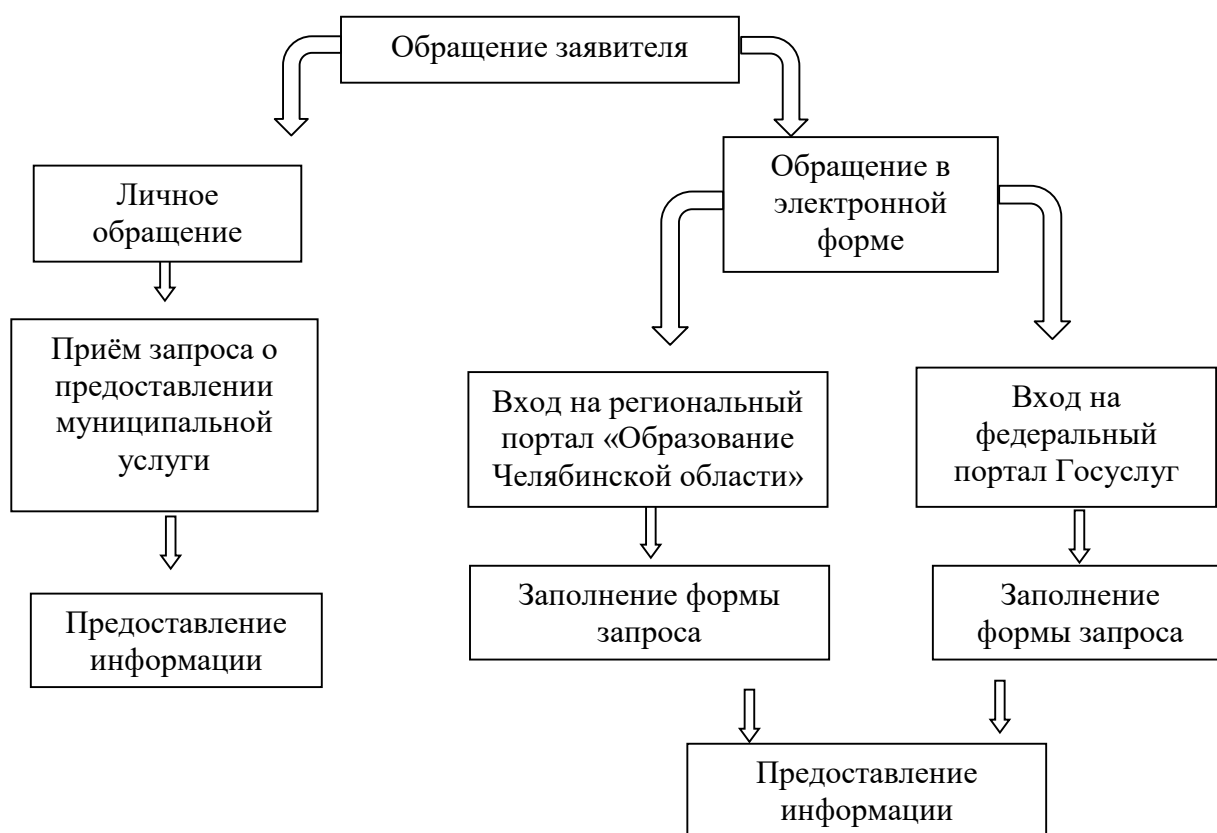 Обращение заявителя
Личное
обращение
Обращение в
электронной
форме
Приём запроса о
предоставлении
муниципальной
услуги
Вход на региональный
портал «Образование
Челябинской области»
Вход на
федеральный
портал Госуслуг
Предоставление
информации
Заполнение формы
запроса
Заполнение
формы запроса
Предоставление
информации